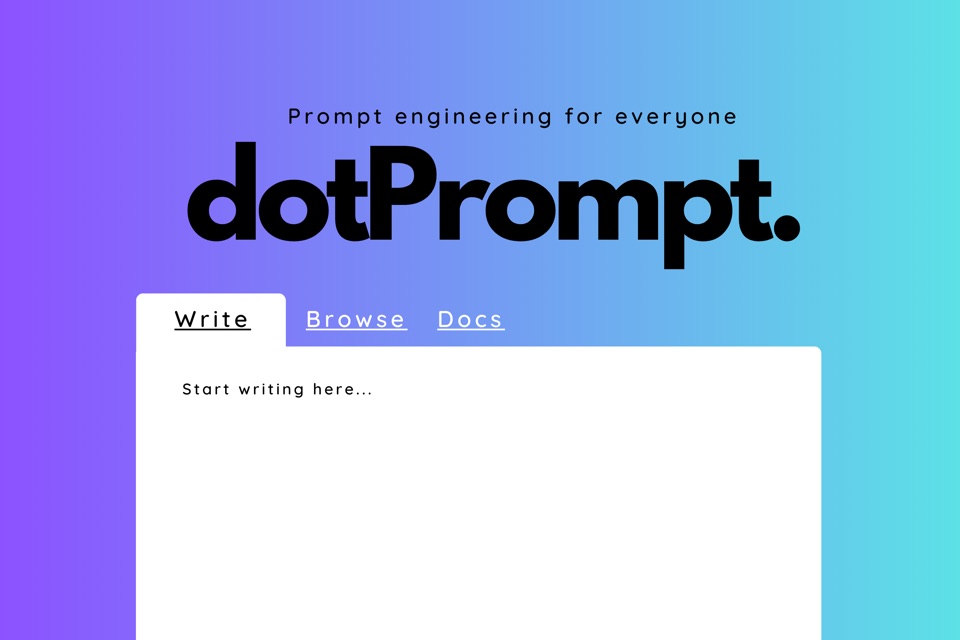 Prompt engineering for everyone
dotPrompt.
Write Browse Docs
Start writing here...